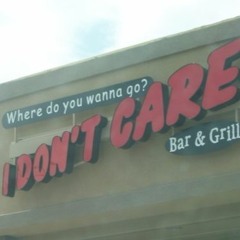 Where do you wanna go?
I DON'T CARE
Bar & Grill